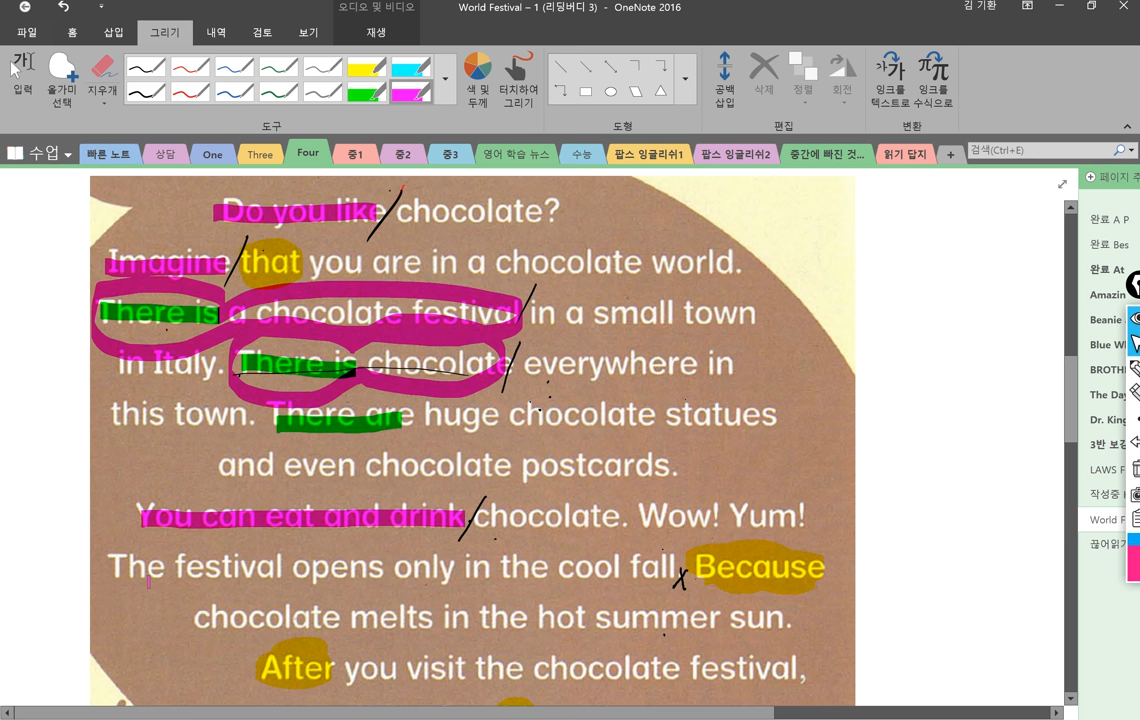 오디오 및 비디오
World Festival – 1 (리딩버디 3) - OneNote 2016
김 기환
파일 홈 삽입 그리기 내역 검토 보기 재생
입력 올가미 선택 지우개 색 및 두께 터치하여 그리기 공백 삽입 삭제 정렬 회전 잉크를 텍스트로 잉크를 수식으로
도구 도형 편집 변환
수업 빠른 노트 상담 One Three Four 중1 중2 중3 영어 학습 뉴스 수능 팝스 잉글리쉬1 팝스 잉글리쉬2 중간에 빠진 것... 읽기 답지 + 검색(Ctrl+E)
페이지
Do you like chocolate?
Imagine that you are in a chocolate world.
There is a chocolate festival in a small town
in Italy. There is chocolate everywhere in
this town. There are huge chocolate statues
and even chocolate postcards.
You can eat and drink chocolate. Wow! Yum!
The festival opens only in the cool fall. Because
chocolate melts in the hot summer sun.
After you visit the chocolate festival,
완료 A P
완료 Bes
완료 At
Amazin
Beanie
Blue W
BROTH
The Day
Dr. King
3반 보강
LAWS F
작성중
World F
끊어읽기